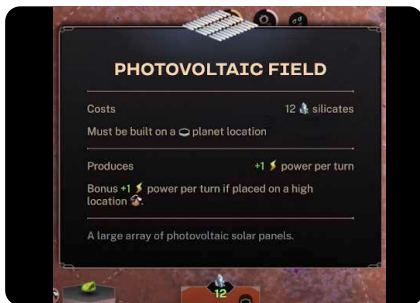 PHOTOVOLTAIC FIELD
Costs 12 silicates
Must be built on a planet location
Produces +1 power per turn
Bonus +1 power per turn if placed on a high
location .
A large array of photovoltaic solar panels.
12